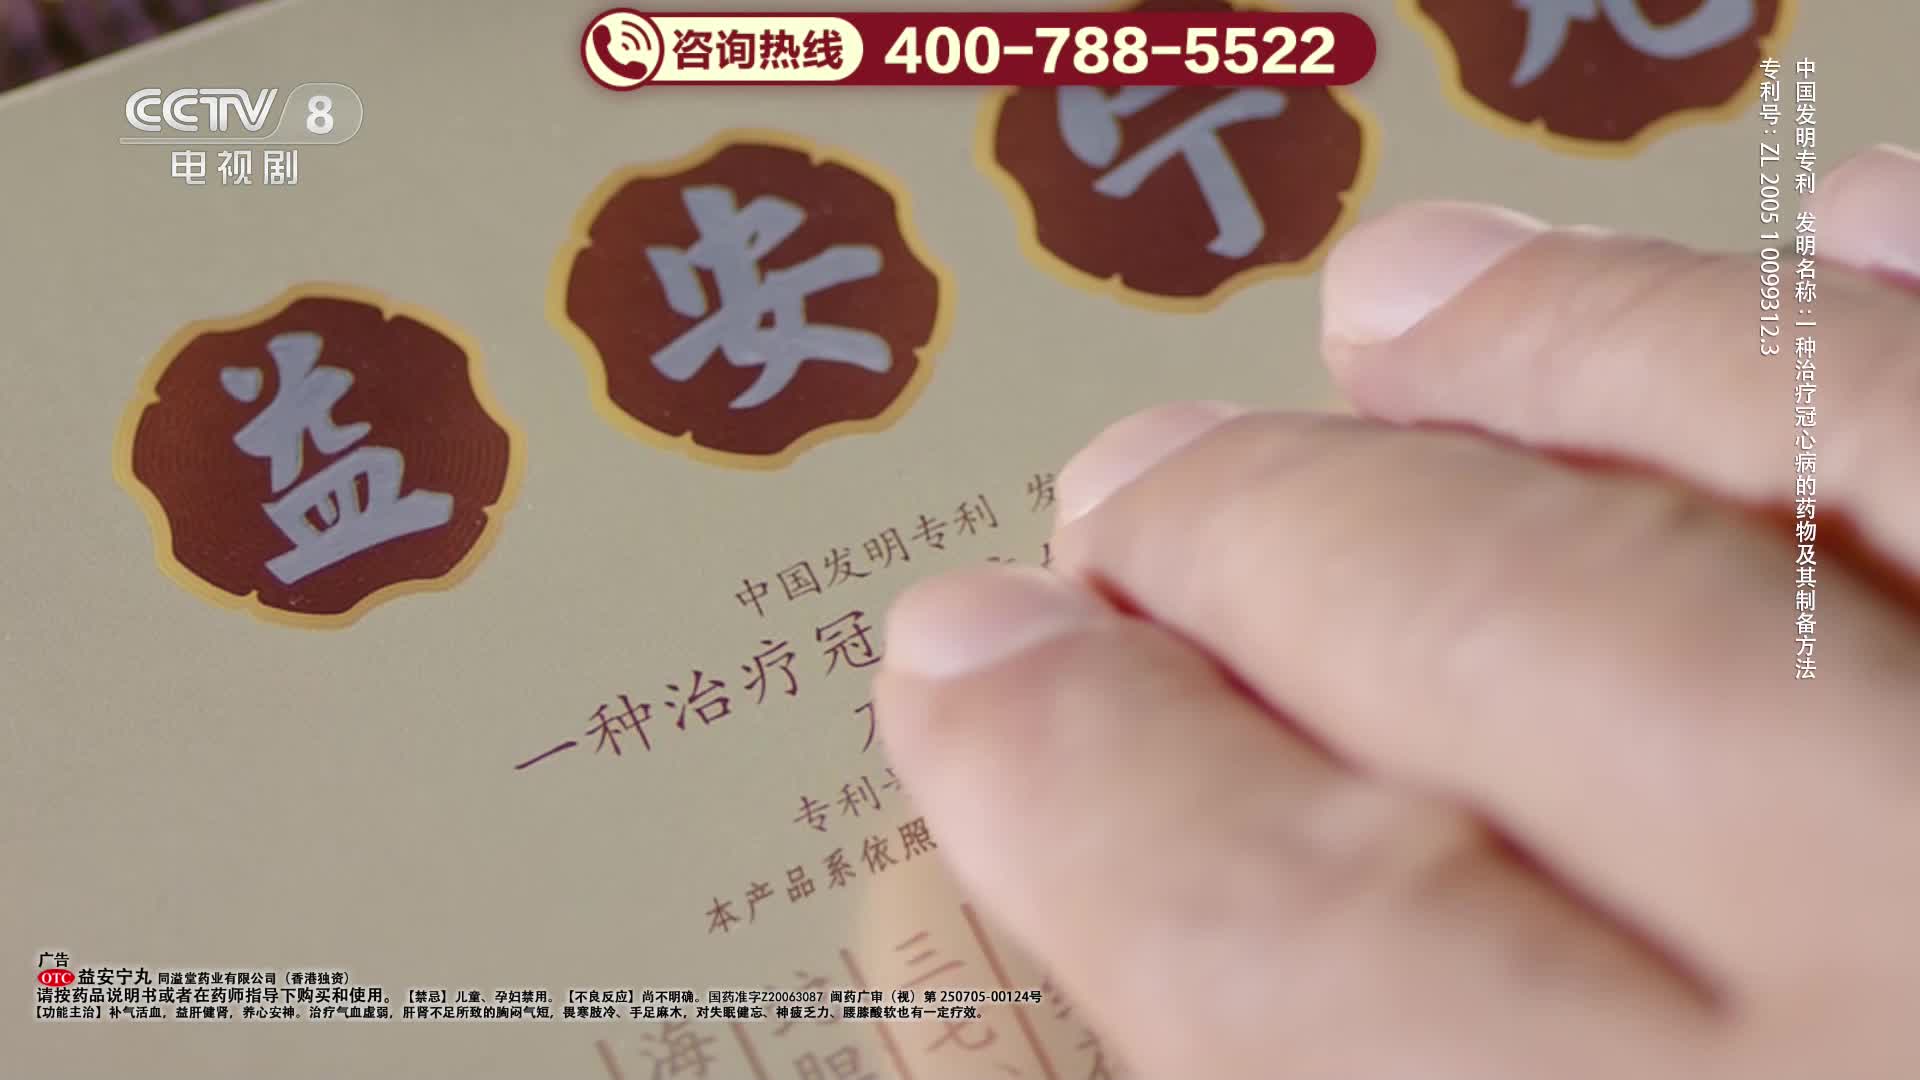 咨询热线 400-788-5522
CCTV 8
电视剧
中国发明专利 发明名称:一种治疗冠心病的药物及其制备方法
专利号:ZL 2005 1 0099312.3
益安宁丸
中国发明专利 发
一种治疗冠
专利号
本产品系依照
三七、
海
广告
OTC 益安宁丸 同溢堂药业有限公司（香港独资）
请按药品说明书或者在药师指导下购买和使用。【禁忌】儿童、孕妇禁用。【不良反应】尚不明确。国药准字Z20063087 闽药广审（视）第 250705-00124号
【功能主治】补气活血，益肝健肾，养心安神。治疗气血虚弱，肝肾不足所致的胸闷气短，畏寒肢冷、手足麻木，对失眠健忘、神疲乏力、腰膝酸软也有一定疗效。